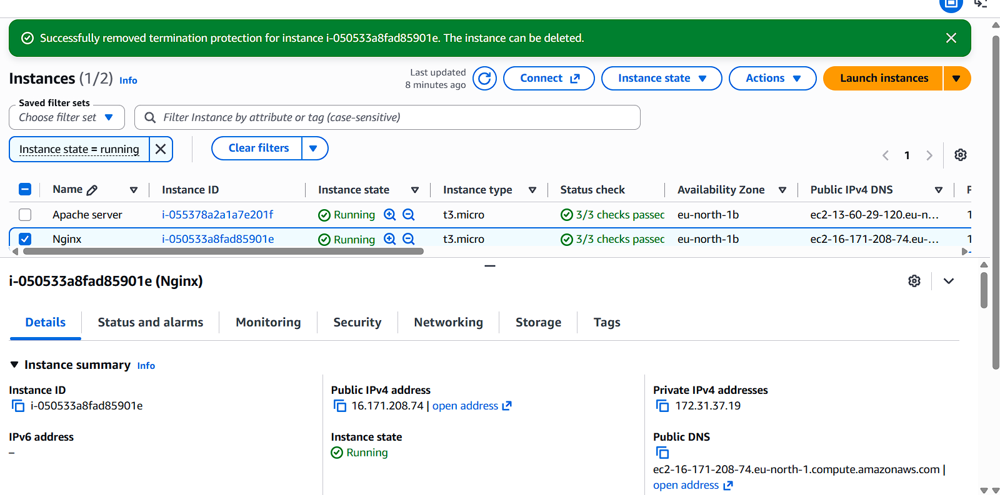 Successfully removed termination protection for instance i-050533a8fad85901e. The instance can be deleted.
Instances (1/2) Info
Last updated
8 minutes ago
Connect
Instance state
Actions
Launch instances
Saved filter sets
Choose filter set
Filter Instance by attribute or tag (case-sensitive)
Instance state = running
Clear filters
1
Name Instance ID Instance state Instance type Status check Availability Zone Public IPv4 DNS P
Apache server i-055378a2a1a7e201f Running t3.micro 3/3 checks passed eu-north-1b ec2-13-60-29-120.eu-n... 1
Nginx i-050533a8fad85901e Running t3.micro 3/3 checks passed eu-north-1b ec2-16-171-208-74.eu-... 1
i-050533a8fad85901e (Nginx)
Details Status and alarms Monitoring Security Networking Storage Tags
Instance summary Info
Instance ID
i-050533a8fad85901e
Public IPv4 address
16.171.208.74 | open address
Private IPv4 addresses
172.31.37.19
IPv6 address
–
Instance state
Running
Public DNS
ec2-16-171-208-74.eu-north-1.compute.amazonaws.com |
open address